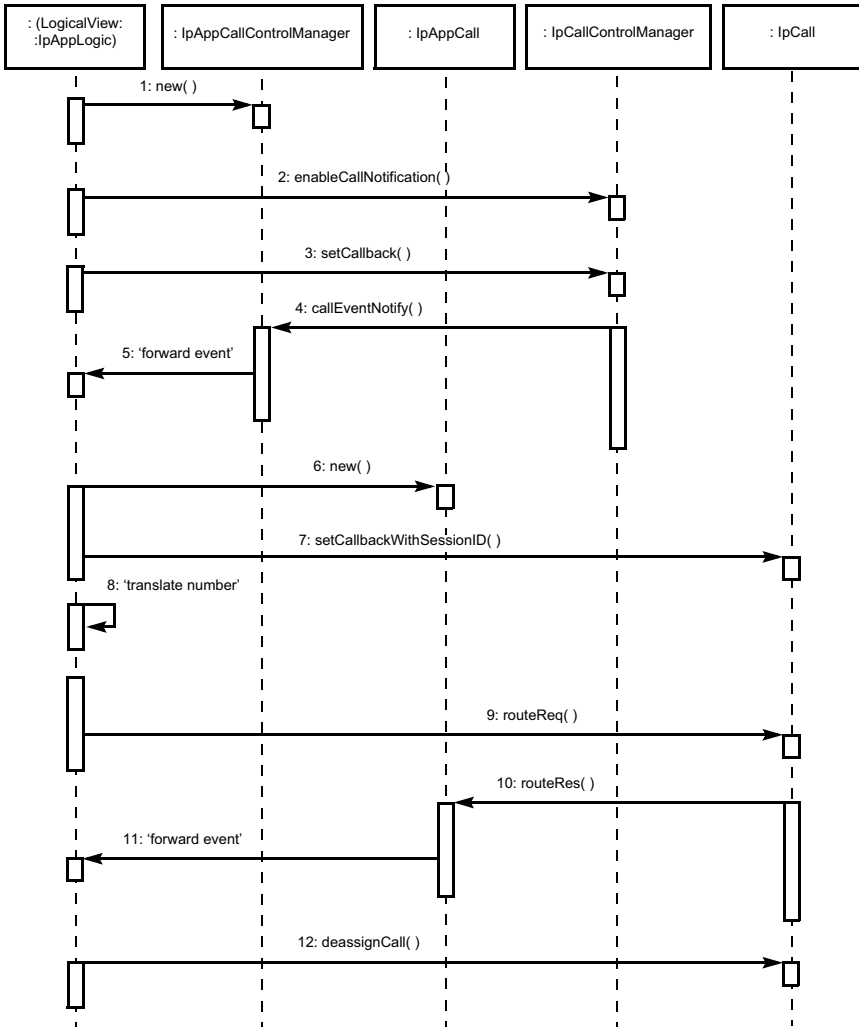 : (LogicalView:
:IpAppLogic)
: IpAppCallControlManager
: IpAppCall
: IpCallControlManager
: IpCall
1: new( )
2: enableCallNotification( )
3: setCallback( )
4: callEventNotify( )
5: ‘forward event’
6: new( )
7: setCallbackWithSessionID( )
8: ‘translate number’
9: routeReq( )
10: routeRes( )
11: ‘forward event’
12: deassignCall( )